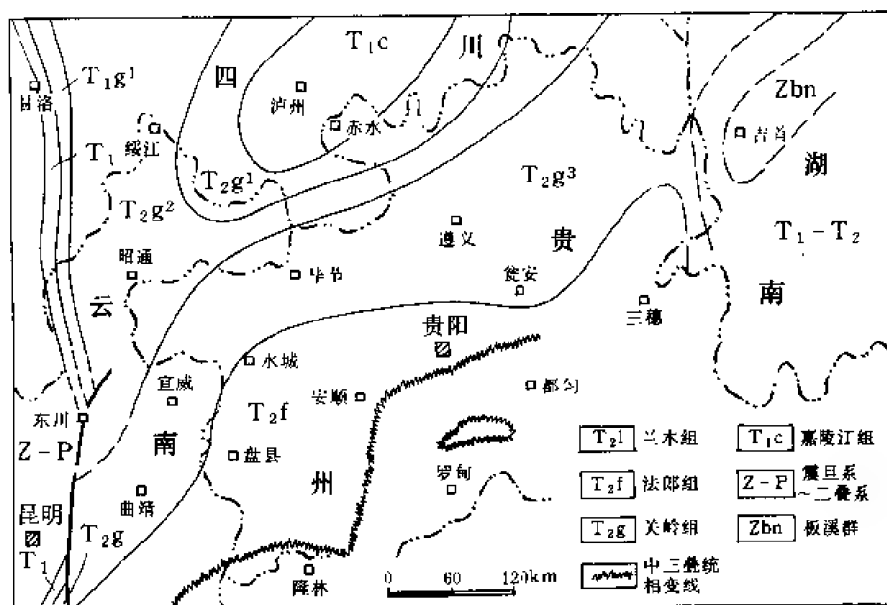 T₁c
川
T₁g¹
四
甘洛
泸州
赤水
Zbn
吉首
绥江
湖
T₁
T₂g¹
T₂g³
T₂g²
遵义
贵
T₁-T₂
昭通
毕节
瓮安
南
云
三穗
贵阳
水城
宣威
安顺
都匀
T₂f
东川
南
Z-P
盘县
州
罗甸
曲靖
昆明
T₂g
T₁
隆林
0 60 120km
T₂l 兰木组
T₁c 嘉陵江组
T₂f 法郎组
Z-P 震旦系
~二叠系
T₂g 关岭组
Zbn 板溪群
中三叠统
相变线